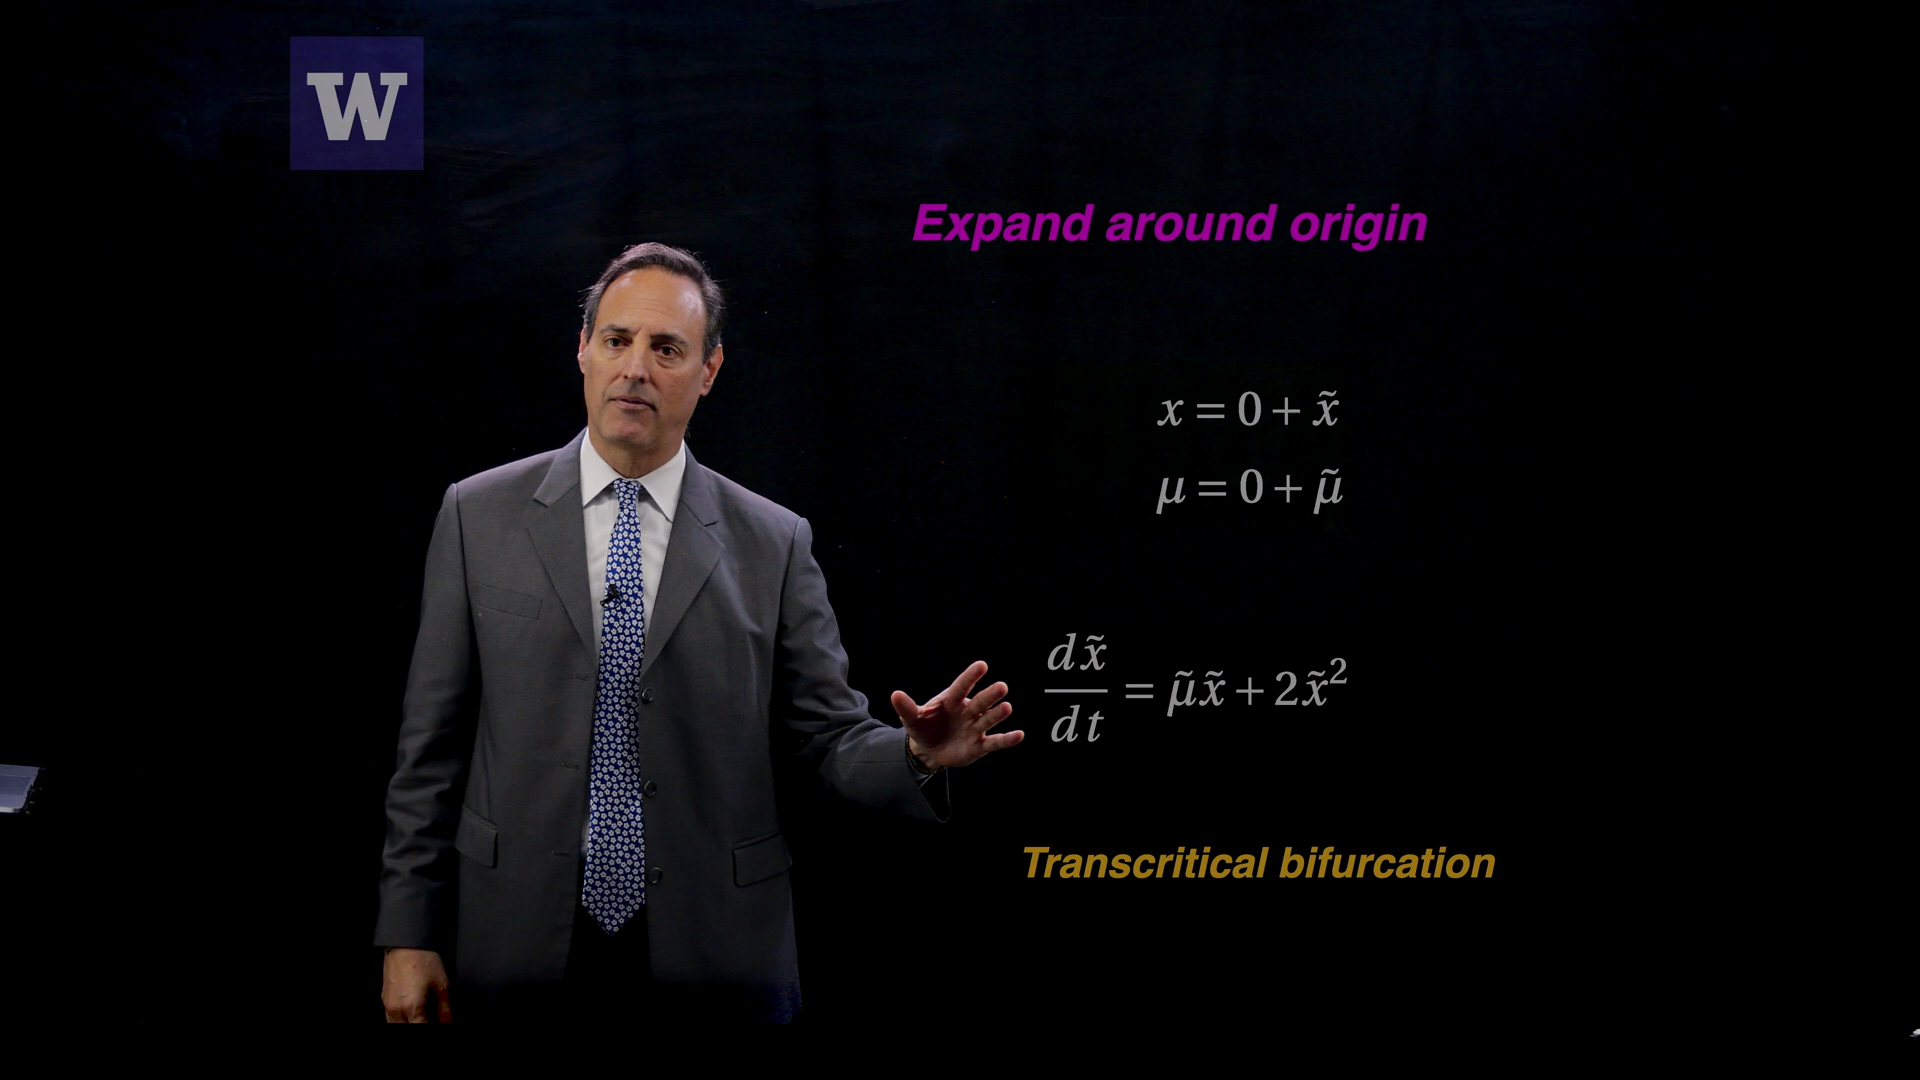 W
Expand around origin
x = 0 + x̃
μ = 0 + μ̃
dx̃/dt = μ̃x̃ + 2x̃²
Transcritical bifurcation